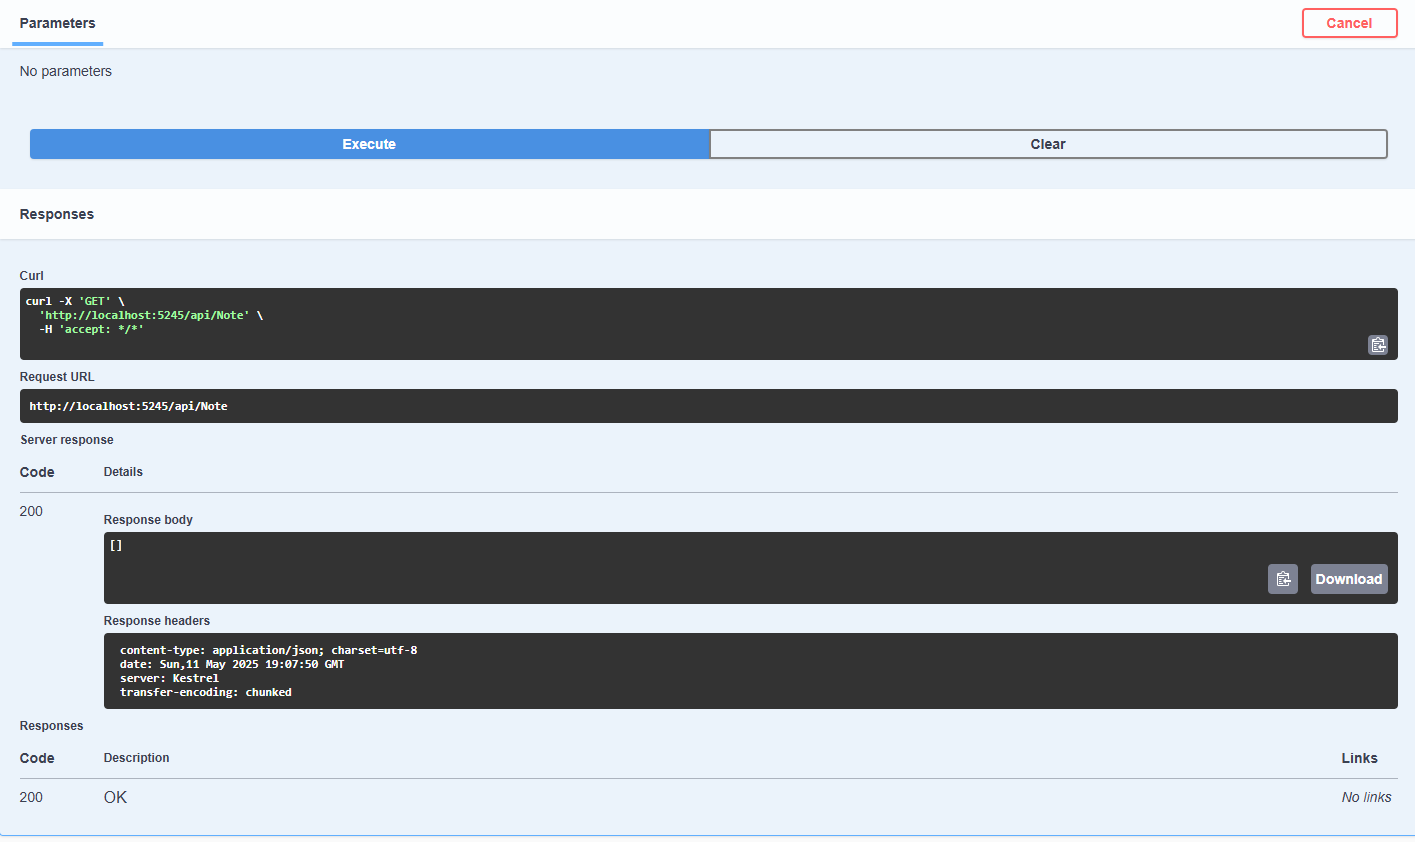 Parameters
Cancel
No parameters
Execute
Clear
Responses
Curl
curl -X 'GET' \
'http://localhost:5245/api/Note' \
-H 'accept: */*'
Request URL
http://localhost:5245/api/Note
Server response
Code Details
200
Response body
[]
Download
Response headers
content-type: application/json; charset=utf-8
date: Sun,11 May 2025 19:07:50 GMT
server: Kestrel
transfer-encoding: chunked
Responses
Code Description Links
200 OK No links